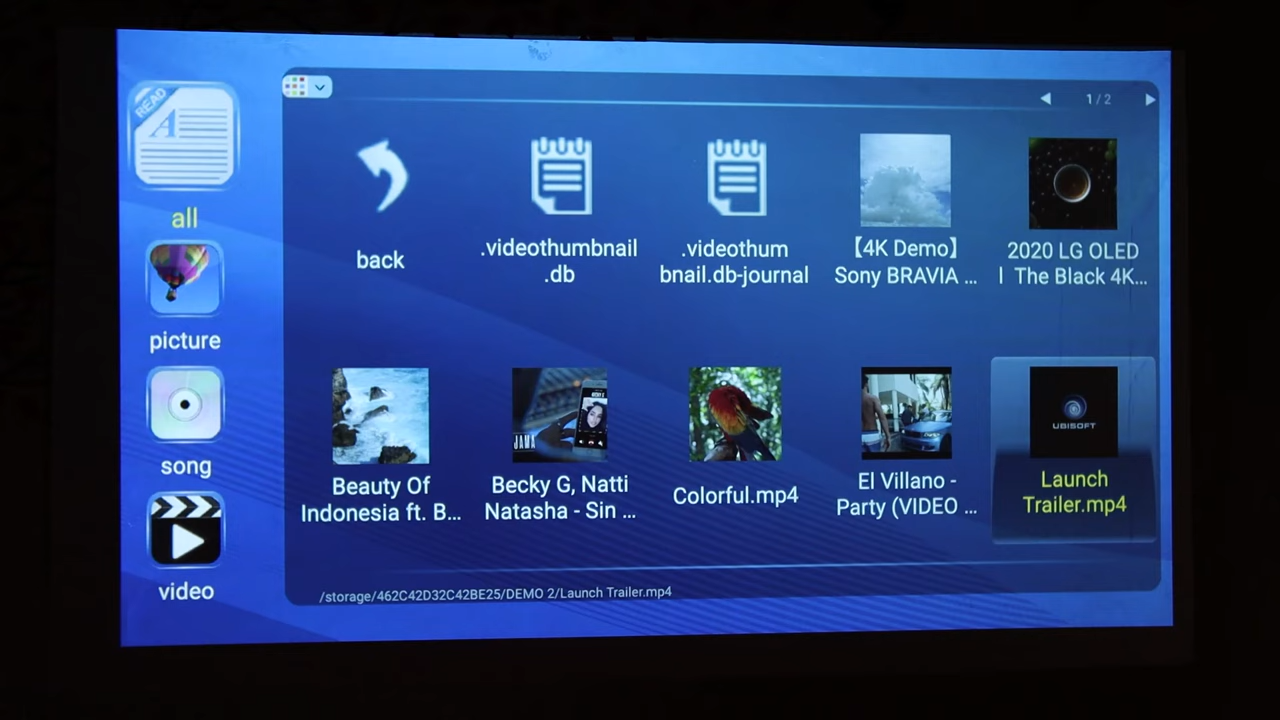 READ
A
all
picture
song
video
1 / 2
back
.videothumbnail
.db
.videothum
bnail.db-journal
【4K Demo】
Sony BRAVIA ...
2020 LG OLED
l The Black 4K...
Beauty Of
Indonesia ft. B...
JAMA
BECKY G
Becky G, Natti
Natasha - Sin ...
Colorful.mp4
El Villano -
Party (VIDEO ...
UBISOFT
Launch
Trailer.mp4
/storage/462C42D32C42BE25/DEMO 2/Launch Trailer.mp4